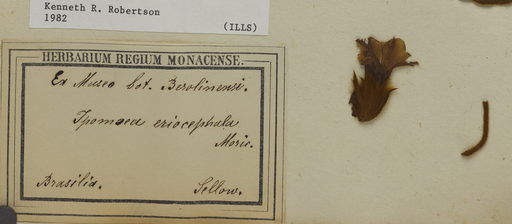 Kenneth R. Robertson
1982
(ILLS)
HERBARIUM REGIUM MONACENSE.
Ex Museo bot. Berolinensi.
Ipomoea eriocephala
Moric.
Brasilia.
Sellow.